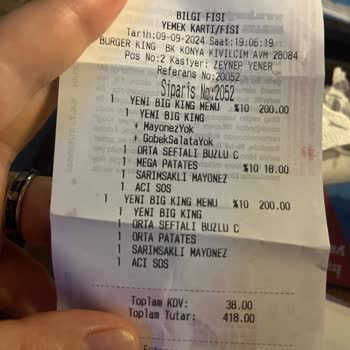 BILGI FISI
YEMEK KARTI/FISI
Tarih:09-09-2024 Saat:19:06:19
BURGER KING BK KONYA KIVILCIM AVM 28084
Pos No:2 Kasiyer: ZEYNEP YENER
Referans No:20052
Siparis No:2052
1 YENI BIG KING MENU %10 200.00
1 YENI BIG KING
+ MayonezYok
+ GobekSalataYok
1 ORTA SEFTALI BUZLU C
1 MEGA PATATES %10 18.00
1 SARIMSAKLI MAYONEZ
1 ACI SOS
1 YENI BIG KING MENU %10 200.00
1 YENI BIG KING
1 ORTA SEFTALI BUZLU C
1 ORTA PATATES
1 SARIMSAKLI MAYONEZ
1 ACI SOS
Toplam KDV: 38.00
Toplam Tutar: 418.00